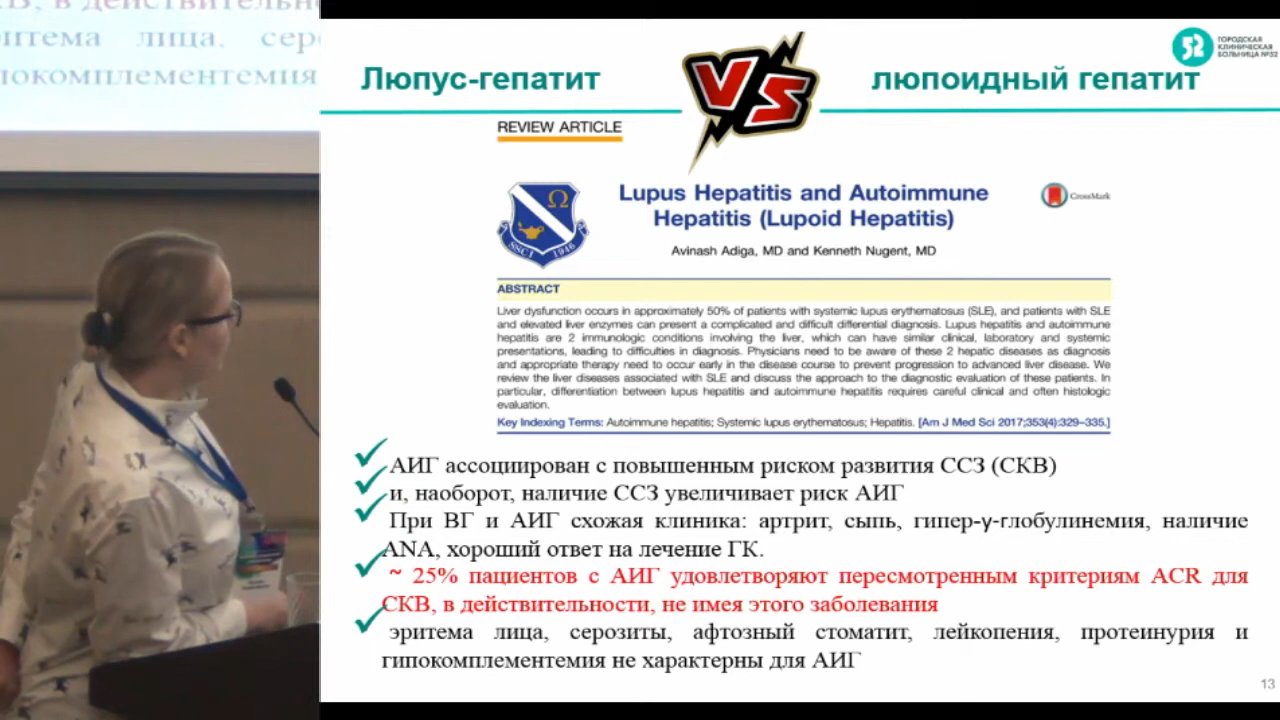 В, в действительно
ритема лица, сер
покомплементемия
52 ГОРОДСКАЯ
КЛИНИЧЕСКАЯ
БОЛЬНИЦА №52
Люпус-гепатит VS люпоидный гепатит
REVIEW ARTICLE
Lupus Hepatitis and Autoimmune
Hepatitis (Lupoid Hepatitis)
CrossMark
Ω
SSCI 1946
Avinash Adiga, MD and Kenneth Nugent, MD
ABSTRACT
Liver dysfunction occurs in approximately 50% of patients with systemic lupus erythematosus (SLE), and patients with SLE
and elevated liver enzymes can present a complicated and difficult differential diagnosis. Lupus hepatitis and autoimmune
hepatitis are 2 immunologic conditions involving the liver, which can have similar clinical, laboratory and systemic
presentations, leading to difficulties in diagnosis. Physicians need to be aware of these 2 hepatic diseases as diagnosis
and appropriate therapy need to occur early in the disease course to prevent progression to advanced liver disease. We
review the liver diseases associated with SLE and discuss the approach to the diagnostic evaluation of these patients. In
particular, differentiation between lupus hepatitis and autoimmune hepatitis requires careful clinical and often histologic
evaluation.
Key Indexing Terms: Autoimmune hepatitis; Systemic lupus erythematosus; Hepatitis. [Am J Med Sci 2017;353(4):329–335.]
АИГ ассоциирован с повышенным риском развития ССЗ (СКВ)
и, наоборот, наличие ССЗ увеличивает риск АИГ
При ВГ и АИГ схожая клиника: артрит, сыпь, гипер-γ-глобулинемия, наличие
ANA, хороший ответ на лечение ГК.
~ 25% пациентов с АИГ удовлетворяют пересмотренным критериям ACR для
СКВ, в действительности, не имея этого заболевания
эритема лица, серозиты, афтозный стоматит, лейкопения, протеинурия и
гипокомплементемия не характерны для АИГ
13